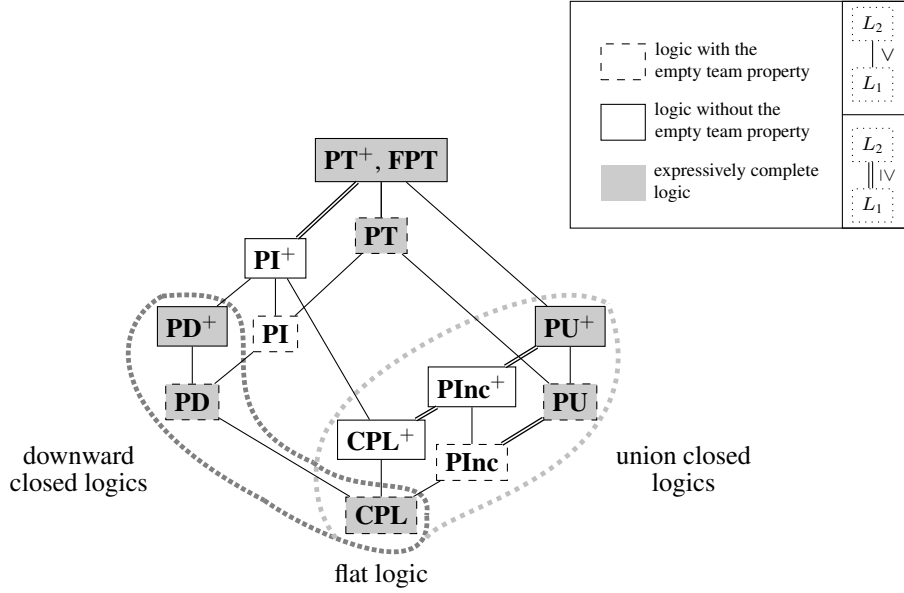 L₂
∨
L₁
logic with the
empty team property
logic without the
empty team property
expressively complete
logic
L₂
I∨
L₁
PT⁺, FPT
PT
PI⁺
PD⁺
PI
PU⁺
PInc⁺
PD
PU
CPL⁺
PInc
downward
closed logics
union closed
logics
CPL
flat logic